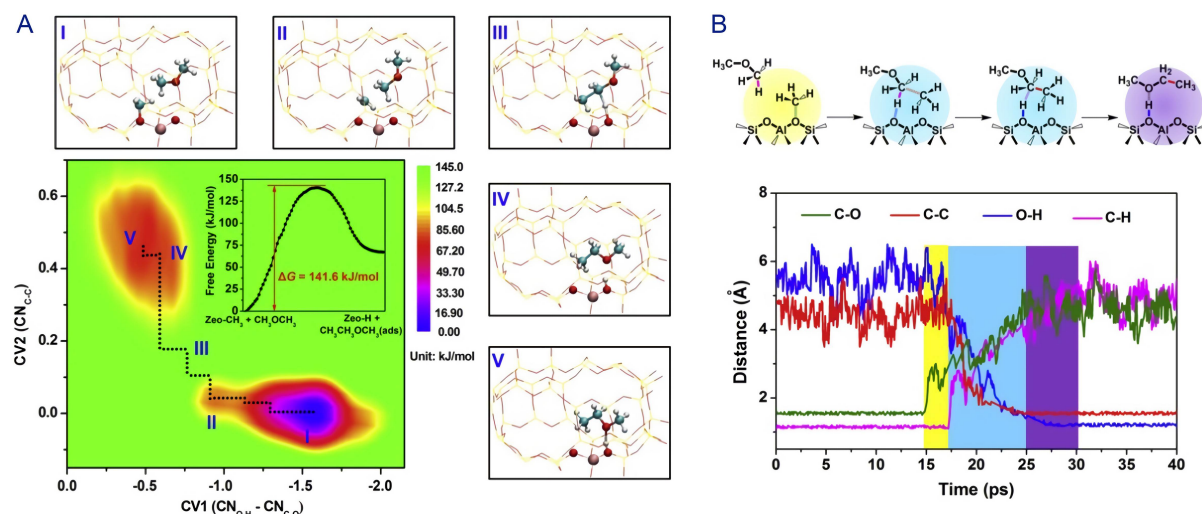 A
I
II
III
0.6
0.4
0.2
0.0
CV2 (CN_C-C)
V
IV
III
II
I
150
125
100
75
50
25
0
Free Energy (kJ/mol)
ΔG = 141.6 kJ/mol
Zeo-CH3 + CH3OCH3
Zeo-H +
CH3CH2OCH3(ads)
145.0
127.2
104.5
85.60
69.20
49.70
33.30
16.90
0.00
Unit: kJ/mol
0.0
-0.5
-1.0
-1.5
-2.0
CV1 (CN_O-H - CN_C-O)
IV
V
B
H3C O H C H
H C H H
Si O Al O Si
H3C O H C H
H C H H
O
Si O Al O Si
H3C O H C H
H C H H
O
Si O Al O Si
H2
H3C O C CH3
H
O
Si O Al O Si
8
6
4
2
Distance Å
C-O
C-C
O-H
C-H
0
5
10
15
20
25
30
35
40
Time (ps)